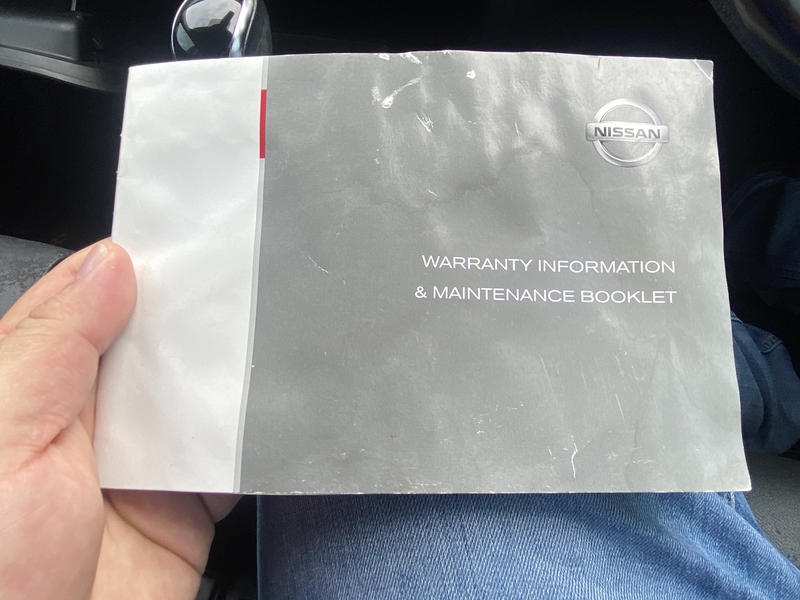 NISSAN
WARRANTY INFORMATION
& MAINTENANCE BOOKLET